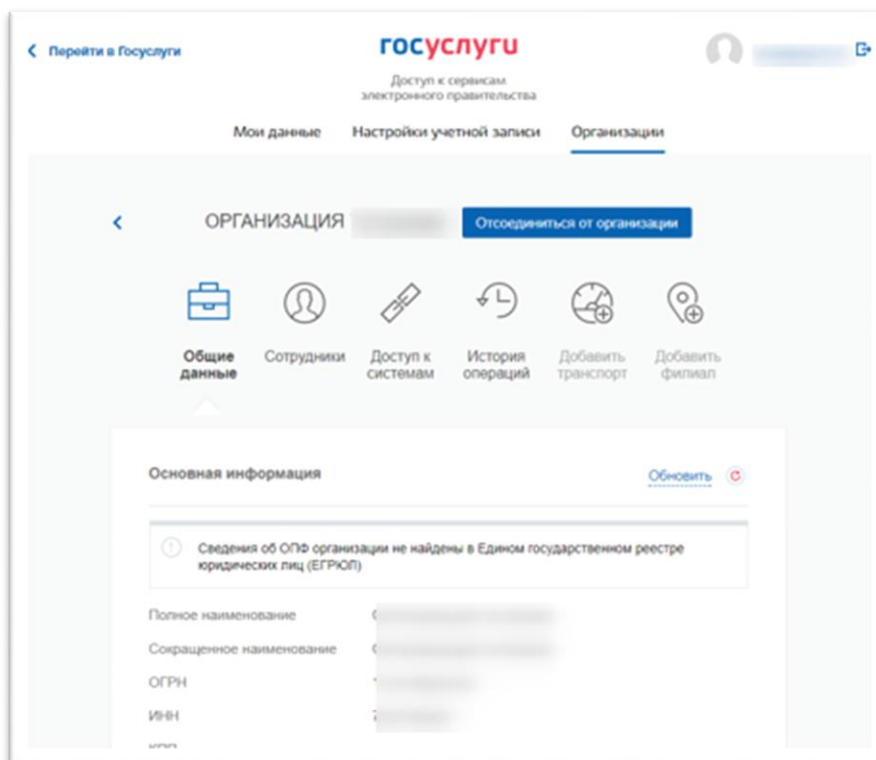 Перейти в Госуслуги
госуслуги
Доступ к сервисам
электронного правительства
Мои данные Настройки учетной записи Организации
ОРГАНИЗАЦИЯ Отсоединиться от организации
Общие данные
Сотрудники
Доступ к системам
История операций
Добавить транспорт
Добавить филиал
Основная информация Обновить
Сведения об ОПФ организации не найдены в Едином государственном реестре
юридических лиц (ЕГРЮЛ)
Полное наименование
Сокращенное наименование
ОГРН
ИНН